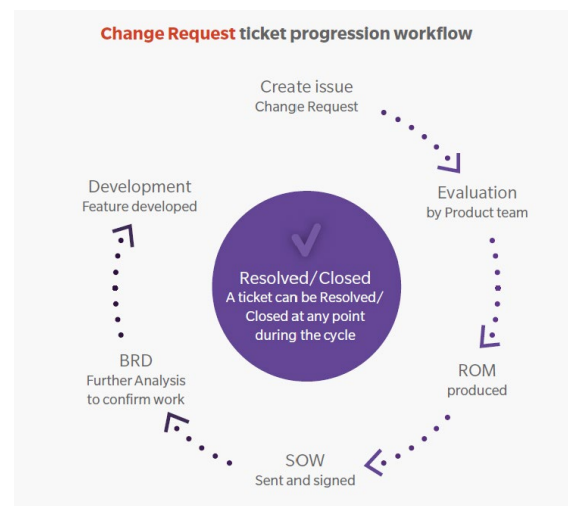 Change Request ticket progression workflow
Create issue
Change Request
Evaluation
by Product team
ROM
produced
SOW
Sent and signed
BRD
Further Analysis
to confirm work
Development
Feature developed
Resolved/Closed
A ticket can be Resolved/
Closed at any point
during the cycle